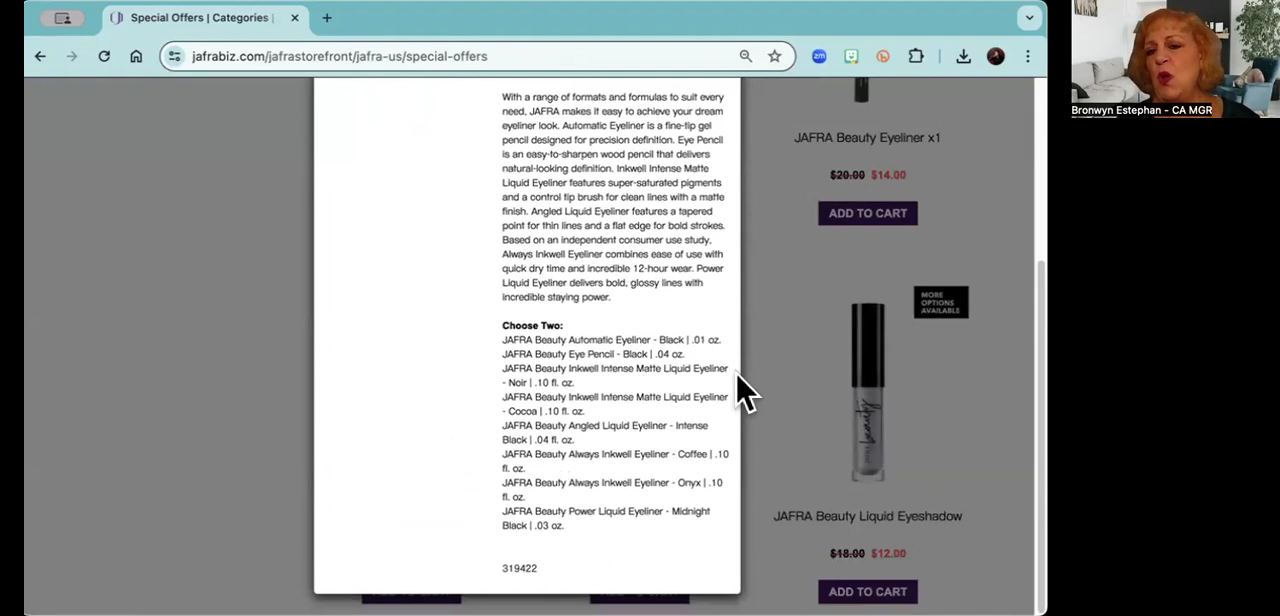 Special Offers | Categories |
jafrabiz.com/jafrastorefront/jafra-us/special-offers
zm
With a range of formats and formulas to suit every
need, JAFRA makes it easy to achieve your dream
eyeliner look. Automatic Eyeliner is a fine-tip gel
pencil designed for precision definition. Eye Pencil
is an easy-to-sharpen wood pencil that delivers
natural-looking definition. Inkwell Intense Matte
Liquid Eyeliner features super-saturated pigments
and a control tip brush for clean lines with a matte
finish. Angled Liquid Eyeliner features a tapered
point for thin lines and a flat edge for bold strokes.
Based on an independent consumer use study,
Always Inkwell Eyeliner combines ease of use with
quick dry time and incredible 12-hour wear. Power
Liquid Eyeliner delivers bold, glossy lines with
incredible staying power.
Choose Two:
JAFRA Beauty Automatic Eyeliner - Black | .01 oz.
JAFRA Beauty Eye Pencil - Black | .04 oz.
JAFRA Beauty Inkwell Intense Matte Liquid Eyeliner
- Noir | .10 fl. oz.
JAFRA Beauty Inkwell Intense Matte Liquid Eyeliner
- Cocoa | .10 fl. oz.
JAFRA Beauty Angled Liquid Eyeliner - Intense
Black | .04 fl. oz.
JAFRA Beauty Always Inkwell Eyeliner - Coffee | .10
fl. oz.
JAFRA Beauty Always Inkwell Eyeliner - Onyx | .10
fl. oz.
JAFRA Beauty Power Liquid Eyeliner - Midnight
Black | .03 oz.
319422
JAFRA Beauty Eyeliner x1
$20.00 $14.00
ADD TO CART
MORE
OPTIONS
AVAILABLE
beauty
JAFRA Beauty Liquid Eyeshadow
$18.00 $12.00
ADD TO CART
Bronwyn Estephan - CA MGR